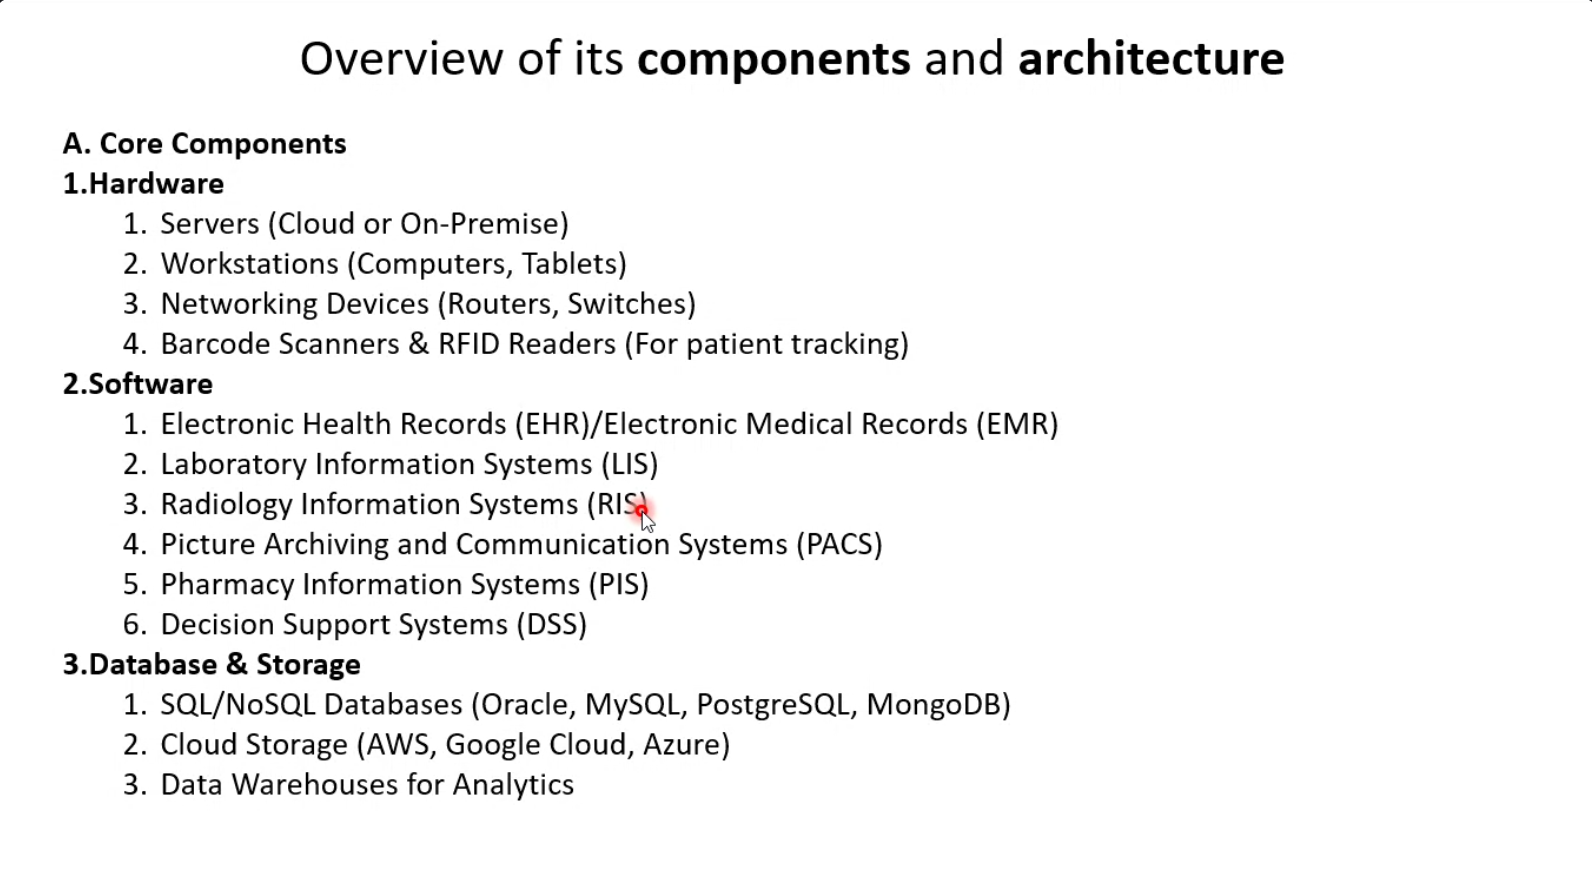 Overview of its components and architecture
A. Core Components
1.Hardware
1. Servers (Cloud or On-Premise)
2. Workstations (Computers, Tablets)
3. Networking Devices (Routers, Switches)
4. Barcode Scanners & RFID Readers (For patient tracking)
2.Software
1. Electronic Health Records (EHR)/Electronic Medical Records (EMR)
2. Laboratory Information Systems (LIS)
3. Radiology Information Systems (RIS)
4. Picture Archiving and Communication Systems (PACS)
5. Pharmacy Information Systems (PIS)
6. Decision Support Systems (DSS)
3.Database & Storage
1. SQL/NoSQL Databases (Oracle, MySQL, PostgreSQL, MongoDB)
2. Cloud Storage (AWS, Google Cloud, Azure)
3. Data Warehouses for Analytics